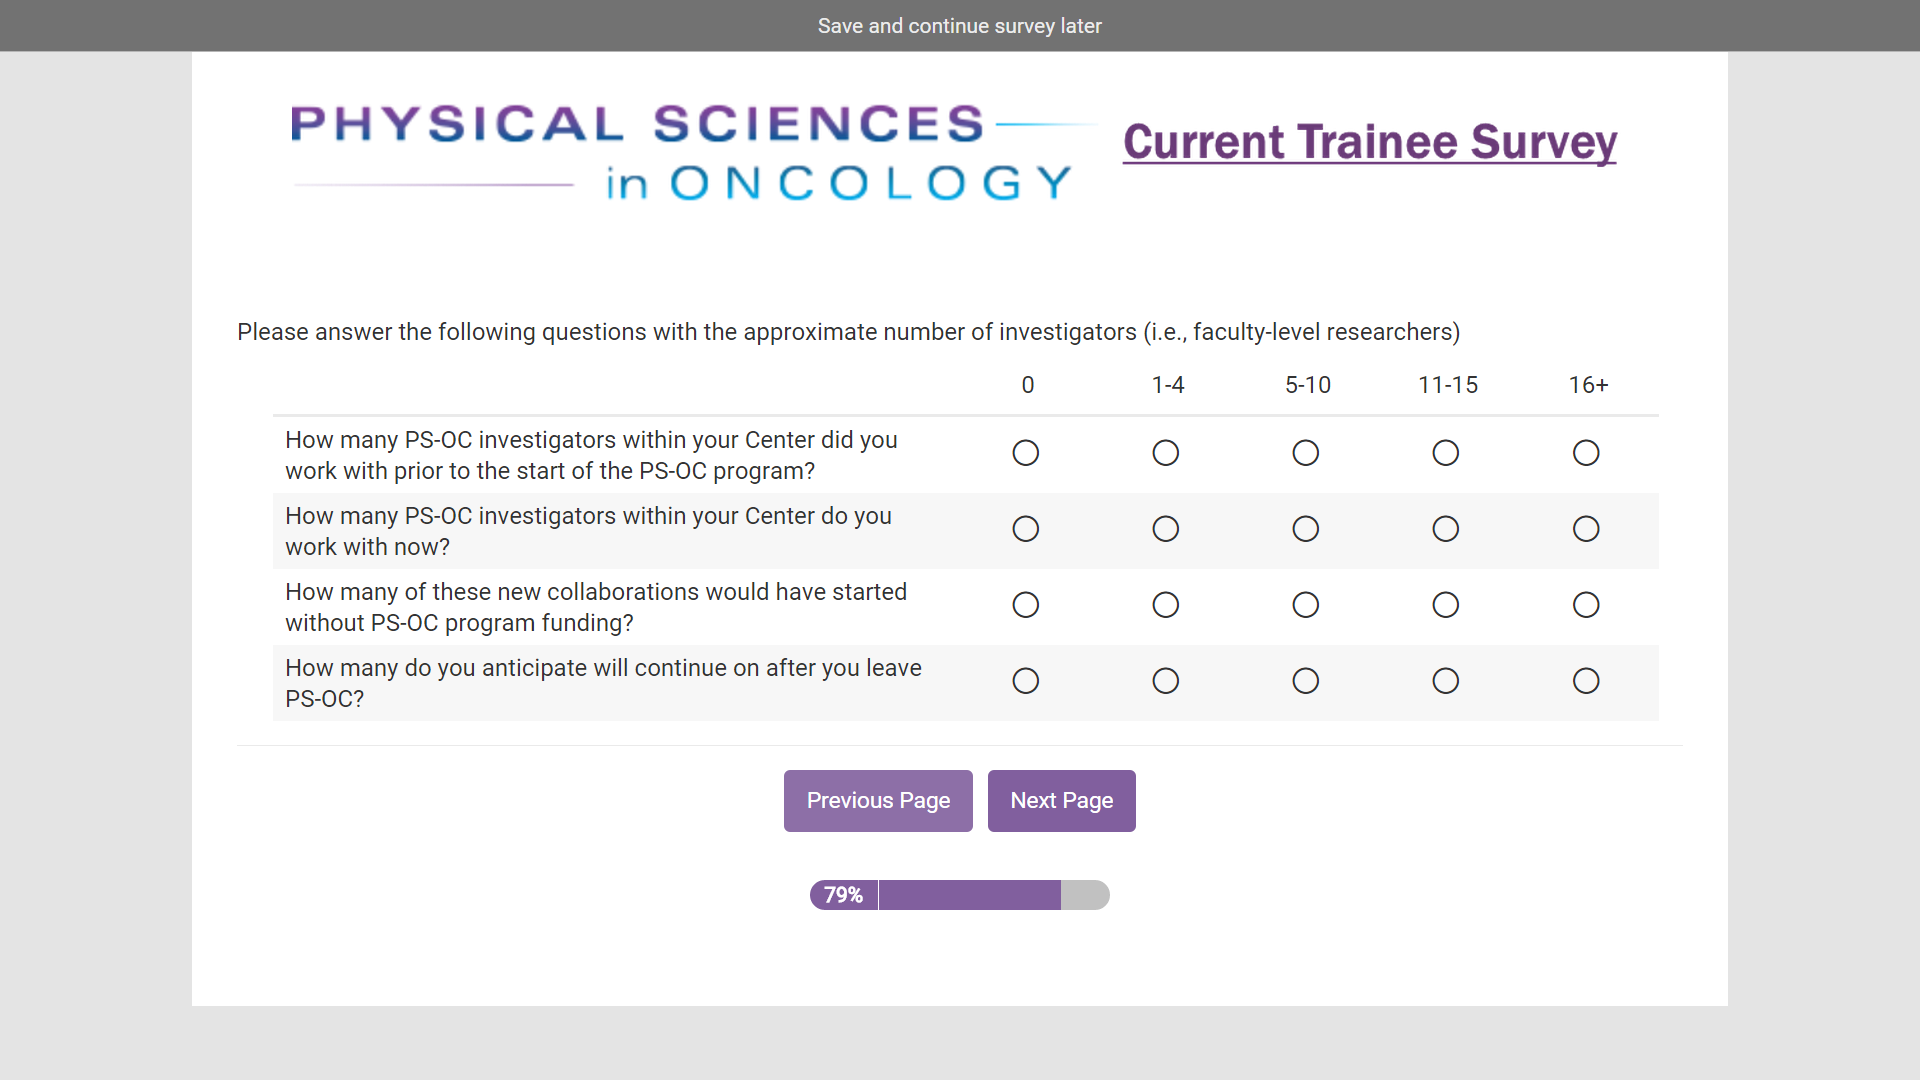 Save and continue survey later
PHYSICAL SCIENCES
in ONCOLOGY
Current Trainee Survey
Please answer the following questions with the approximate number of investigators (i.e., faculty-level researchers)
0 1-4 5-10 11-15 16+
How many PS-OC investigators within your Center did you
work with prior to the start of the PS-OC program?
How many PS-OC investigators within your Center do you
work with now?
How many of these new collaborations would have started
without PS-OC program funding?
How many do you anticipate will continue on after you leave
PS-OC?
Previous Page Next Page
79%